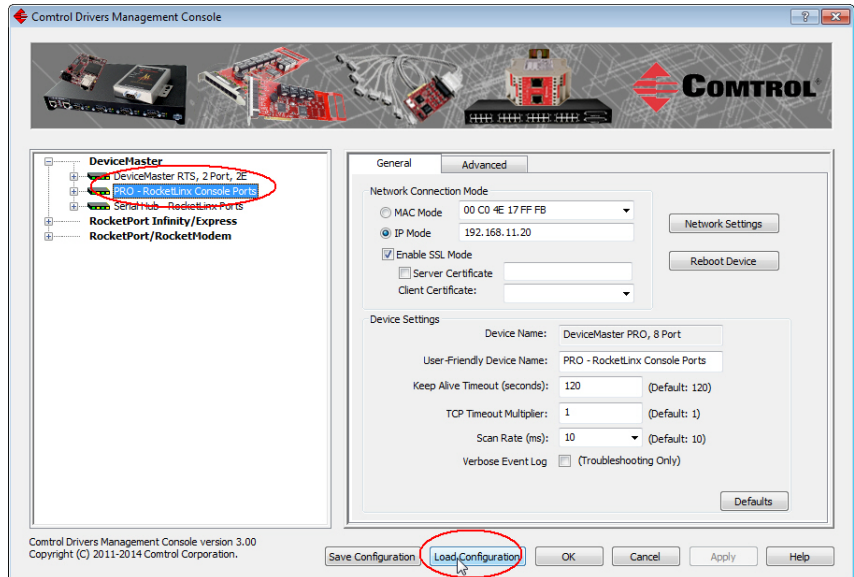 Comtrol Drivers Management Console
COMTROL
DeviceMaster
DeviceMaster RTS, 2 Port, 2E
PRO - RocketLinx Console Ports
Serial Hub - RocketLinx Ports
RocketPort Infinity/Express
RocketPort/RocketModem
General
Advanced
Network Connection Mode
MAC Mode
00 C0 4E 17 FF FB
IP Mode
192.168.11.20
Enable SSL Mode
Server Certificate
Client Certificate:
Network Settings
Reboot Device
Device Settings
Device Name:
DeviceMaster PRO, 8 Port
User-Friendly Device Name:
PRO - RocketLinx Console Ports
Keep Alive Timeout (seconds):
120
(Default: 120)
TCP Timeout Multiplier:
1
(Default: 1)
Scan Rate (ms):
10
(Default: 10)
Verbose Event Log
(Troubleshooting Only)
Defaults
Comtrol Drivers Management Console version 3.00
Copyright (C) 2011-2014 Comtrol Corporation.
Save Configuration
Load Configuration
OK
Cancel
Apply
Help